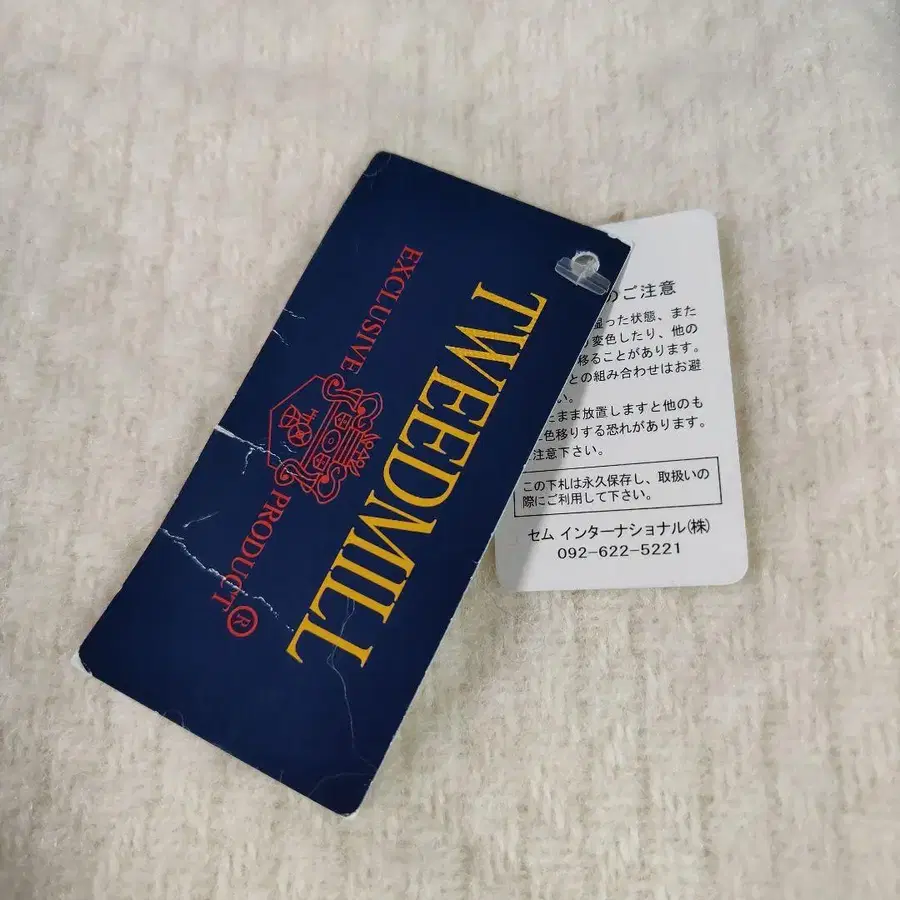 TWEEDMILL
EXCLUSIVE PRODUCT®
のご注意
湿った状態、また
変色したり、他の
移ることがあります。
との組み合わせはお避
い。
たまま放置しますと他のも
色移りする恐れがあります。
注意下さい。
この下札は永久保存し、取扱いの
際にご利用して下さい。
セム インターナショナル(株)
092-622-5221